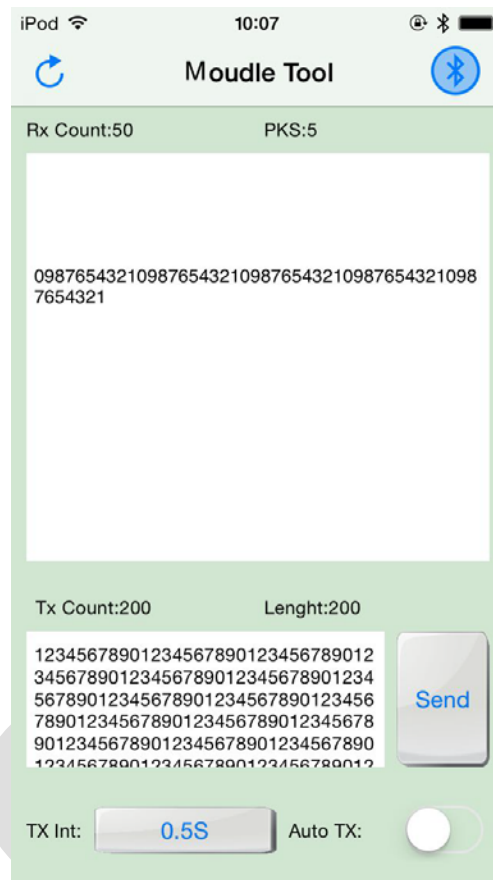 iPod 10:07
Moudle Tool
Rx Count:50 PKS:5
0987654321098765432109876543210987654321098
7654321
Tx Count:200 Lenght:200
12345678901234567890123456789012
34567890123456789012345678901234
56789012345678901234567890123456
78901234567890123456789012345678
90123456789012345678901234567890
12345678901234567890123456789012
Send
TX Int: 0.5S Auto TX: